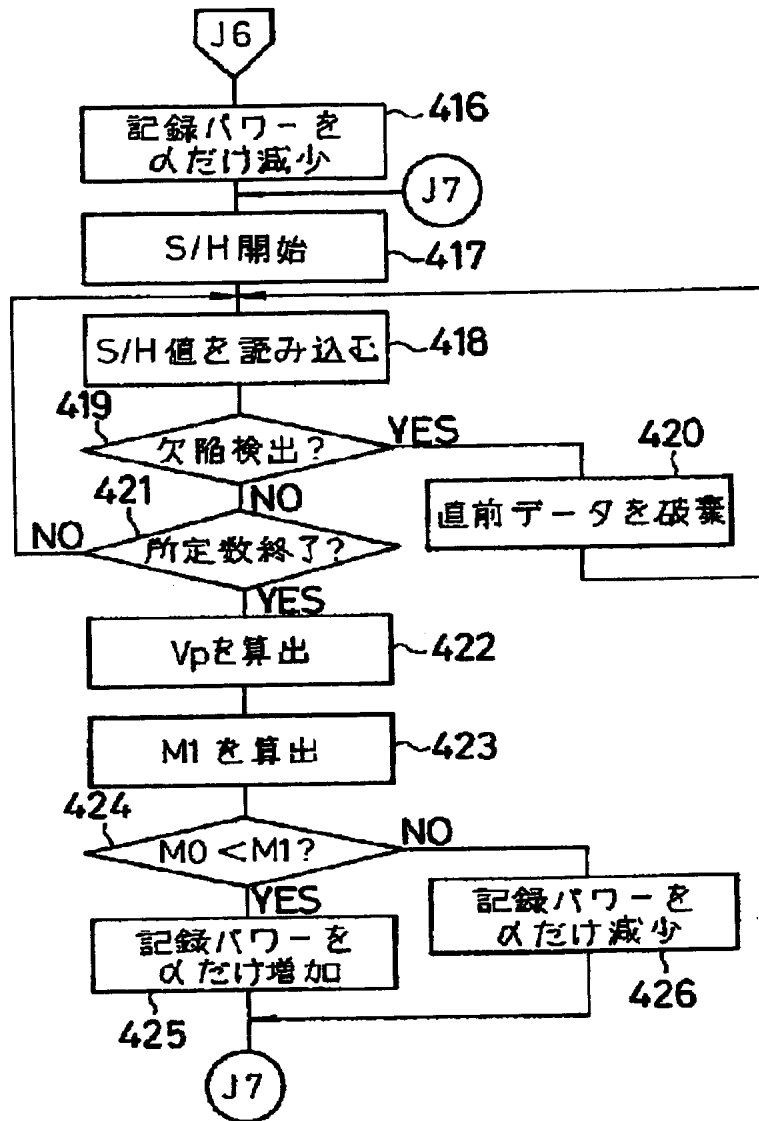 J6
記録パワーを
αだけ減少
416
J7
S/H開始
417
S/H値を読み込む
418
419
欠陥検出?
YES
420
直前データを破棄
NO
421
所定数終了?
NO
YES
Vpを算出
422
M1を算出
423
424
M0<M1?
NO
YES
記録パワーを
αだけ増加
425
記録パワーを
αだけ減少
426
J7